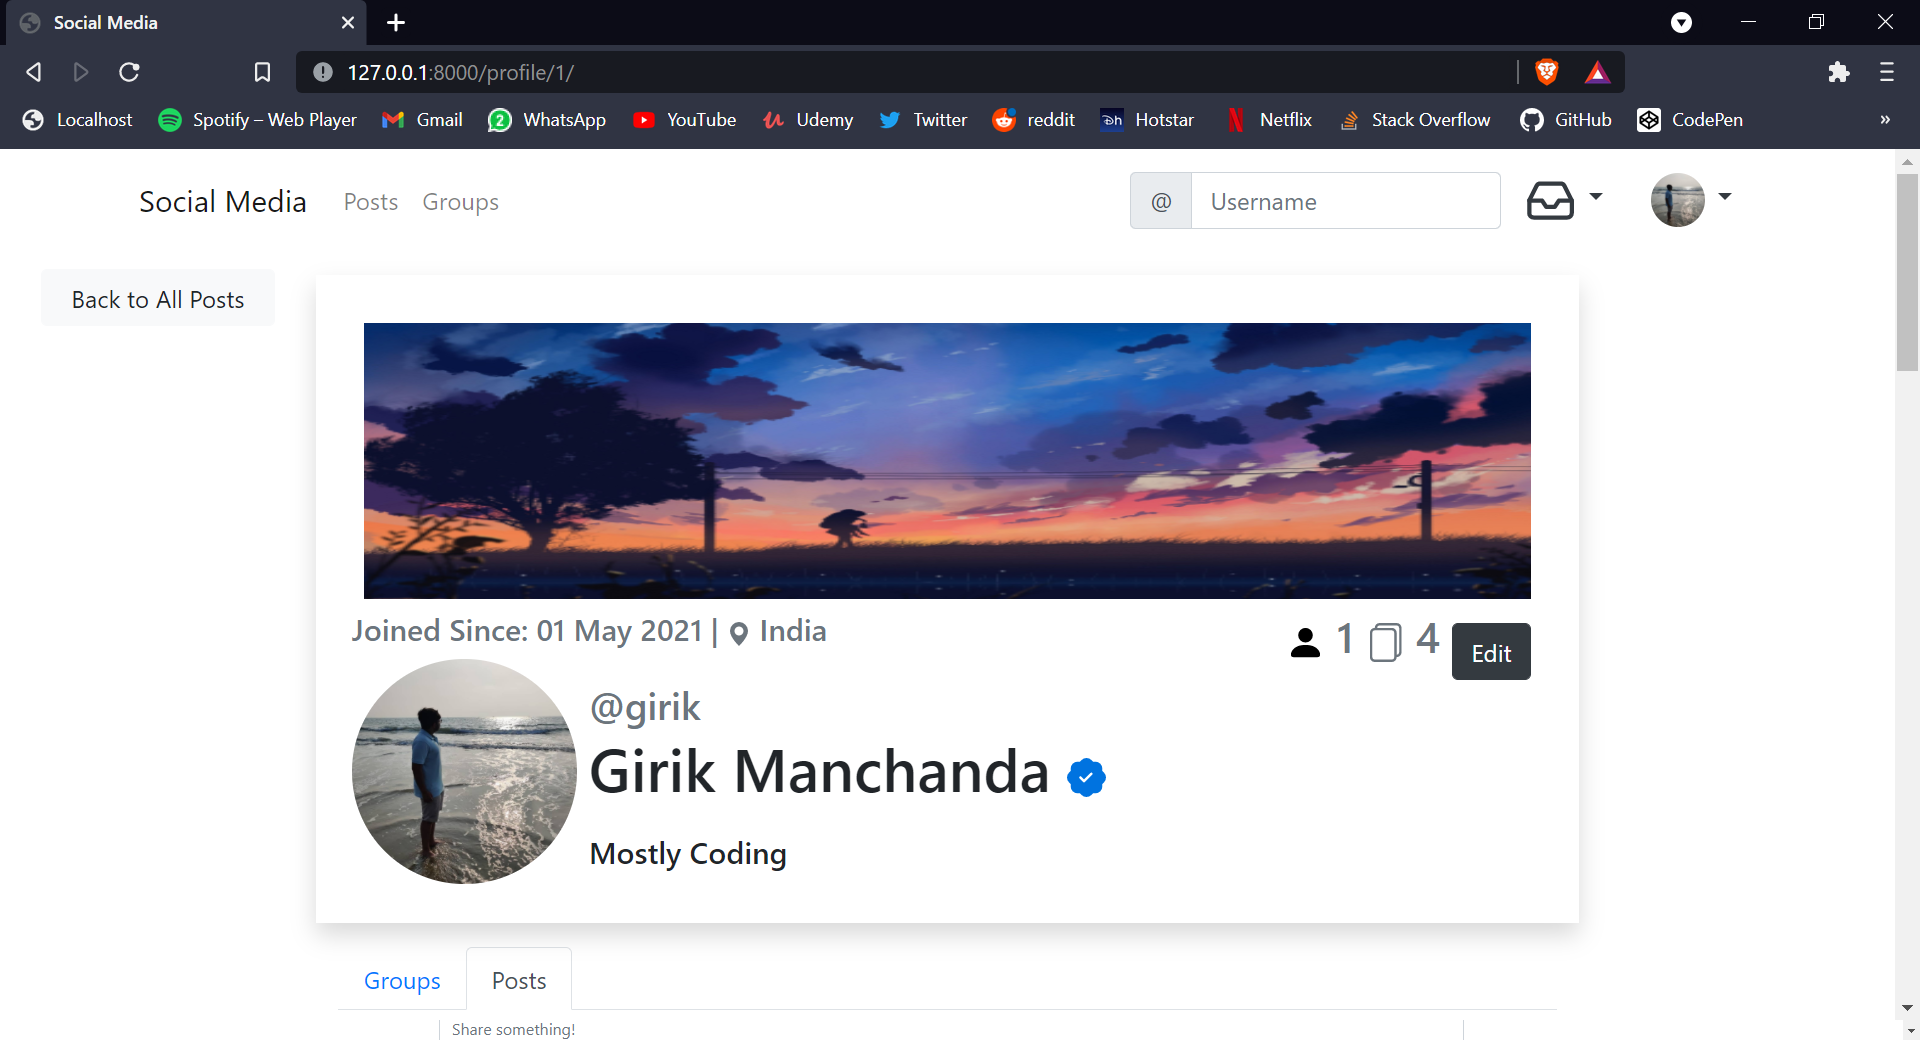 Social Media
127.0.0.1:8000/profile/1/
Localhost Spotify – Web Player Gmail 2 WhatsApp YouTube Udemy Twitter reddit Dh Hotstar Netflix Stack Overflow GitHub CodePen »
Social Media Posts Groups @ Username
Back to All Posts
Joined Since: 01 May 2021 | India 1 4 Edit
@girik
Girik Manchanda
Mostly Coding
Groups Posts
Share something!